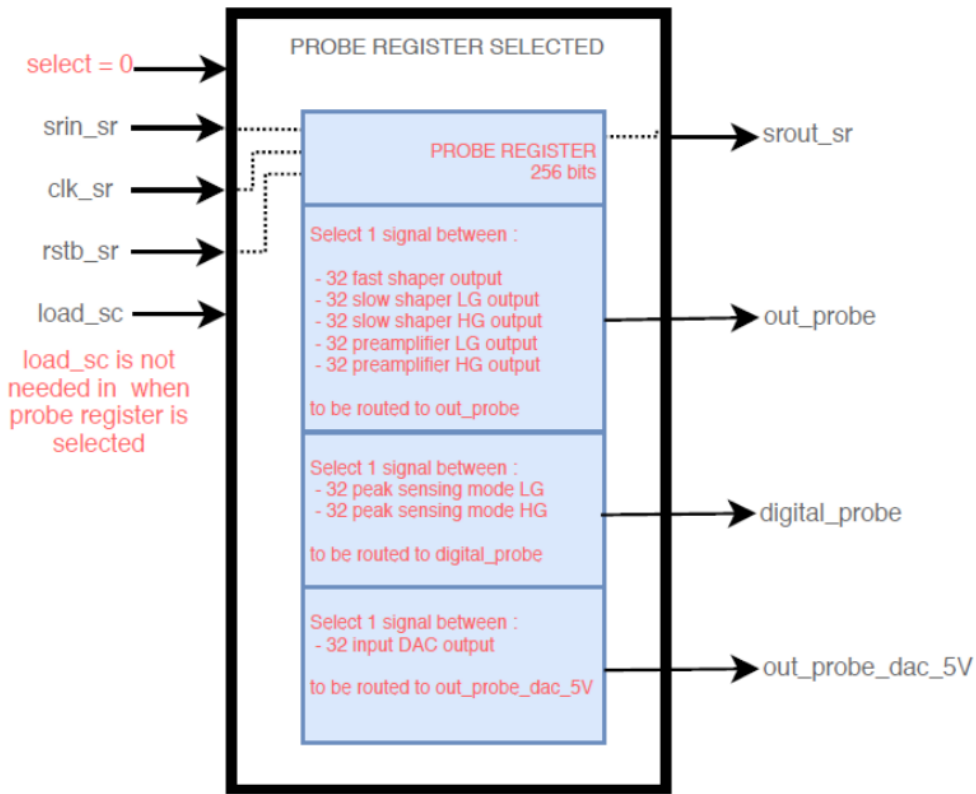 PROBE REGISTER SELECTED
select = 0
srin_sr
clk_sr
rstb_sr
load_sc
load_sc is not
needed in when
probe register is
selected
PROBE REGISTER
256 bits
Select 1 signal between :
- 32 fast shaper output
- 32 slow shaper LG output
- 32 slow shaper HG output
- 32 preamplifier LG output
- 32 preamplifier HG output
to be routed to out_probe
Select 1 signal between :
- 32 peak sensing mode LG
- 32 peak sensing mode HG
to be routed to digital_probe
Select 1 signal between :
- 32 input DAC output
to be routed to out_probe_dac_5V
srout_sr
out_probe
digital_probe
out_probe_dac_5V